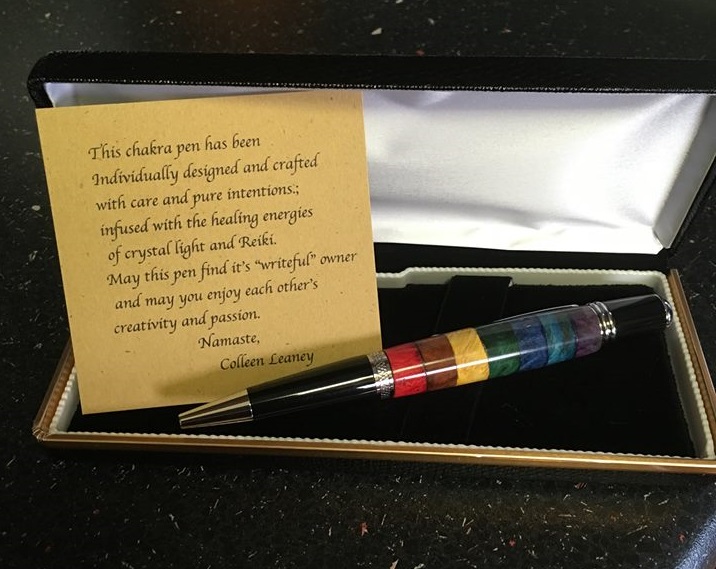 This chakra pen has been
Individually designed and crafted
with care and pure intentions.;
infused with the healing energies
of crystal light and Reiki.
May this pen find it's "writeful" owner
and may you enjoy each other's
creativity and passion.
Namaste,
Colleen Leaney